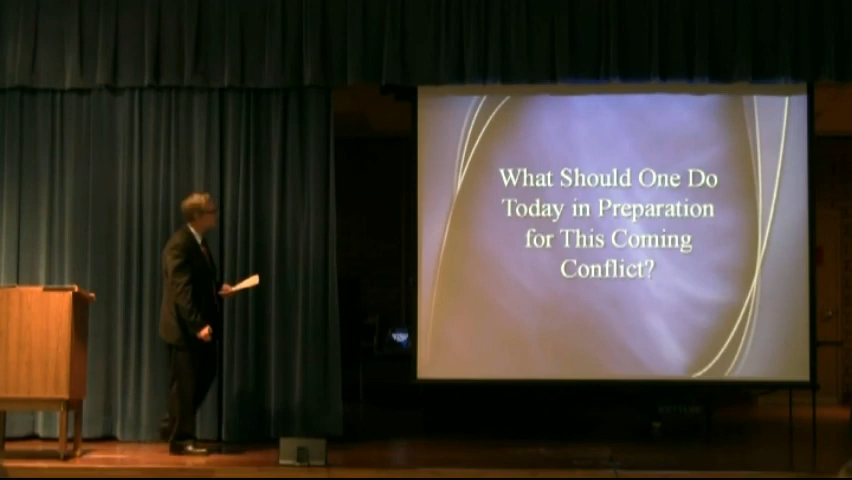 What Should One Do
Today in Preparation
for This Coming
Conflict?